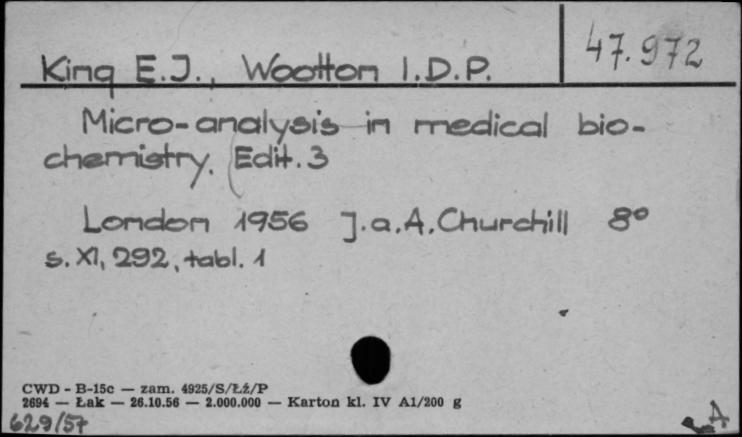 King E.J., Wootton I.D.P. 47.972
Micro-analysis in medical bio-
chemistry. Edit. 3
London 1956 J.a.A. Churchill 8°
s. XI, 292, tabl. 1
CWD - B-15c — zam. 4925/S/Łż/P
2694 — Łak — 26.10.56 — 2.000.000 — Karton kl. IV A1/200 g
629/57 A